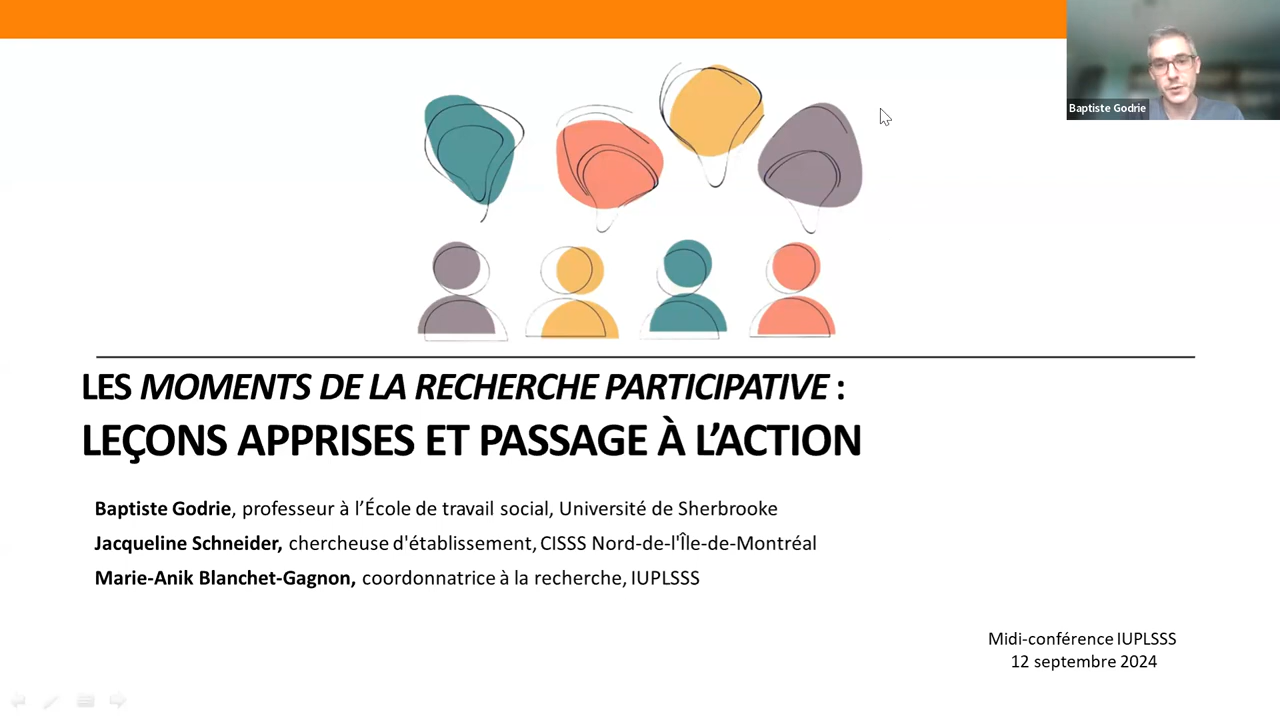 Baptiste Godrie
LES MOMENTS DE LA RECHERCHE PARTICIPATIVE :
LEÇONS APPRISES ET PASSAGE À L’ACTION
Baptiste Godrie, professeur à l’École de travail social, Université de Sherbrooke
Jacqueline Schneider, chercheuse d'établissement, CISSS Nord-de-l'Île-de-Montréal
Marie-Anik Blanchet-Gagnon, coordonnatrice à la recherche, IUPLSSS
Midi-conférence IUPLSSS
12 septembre 2024